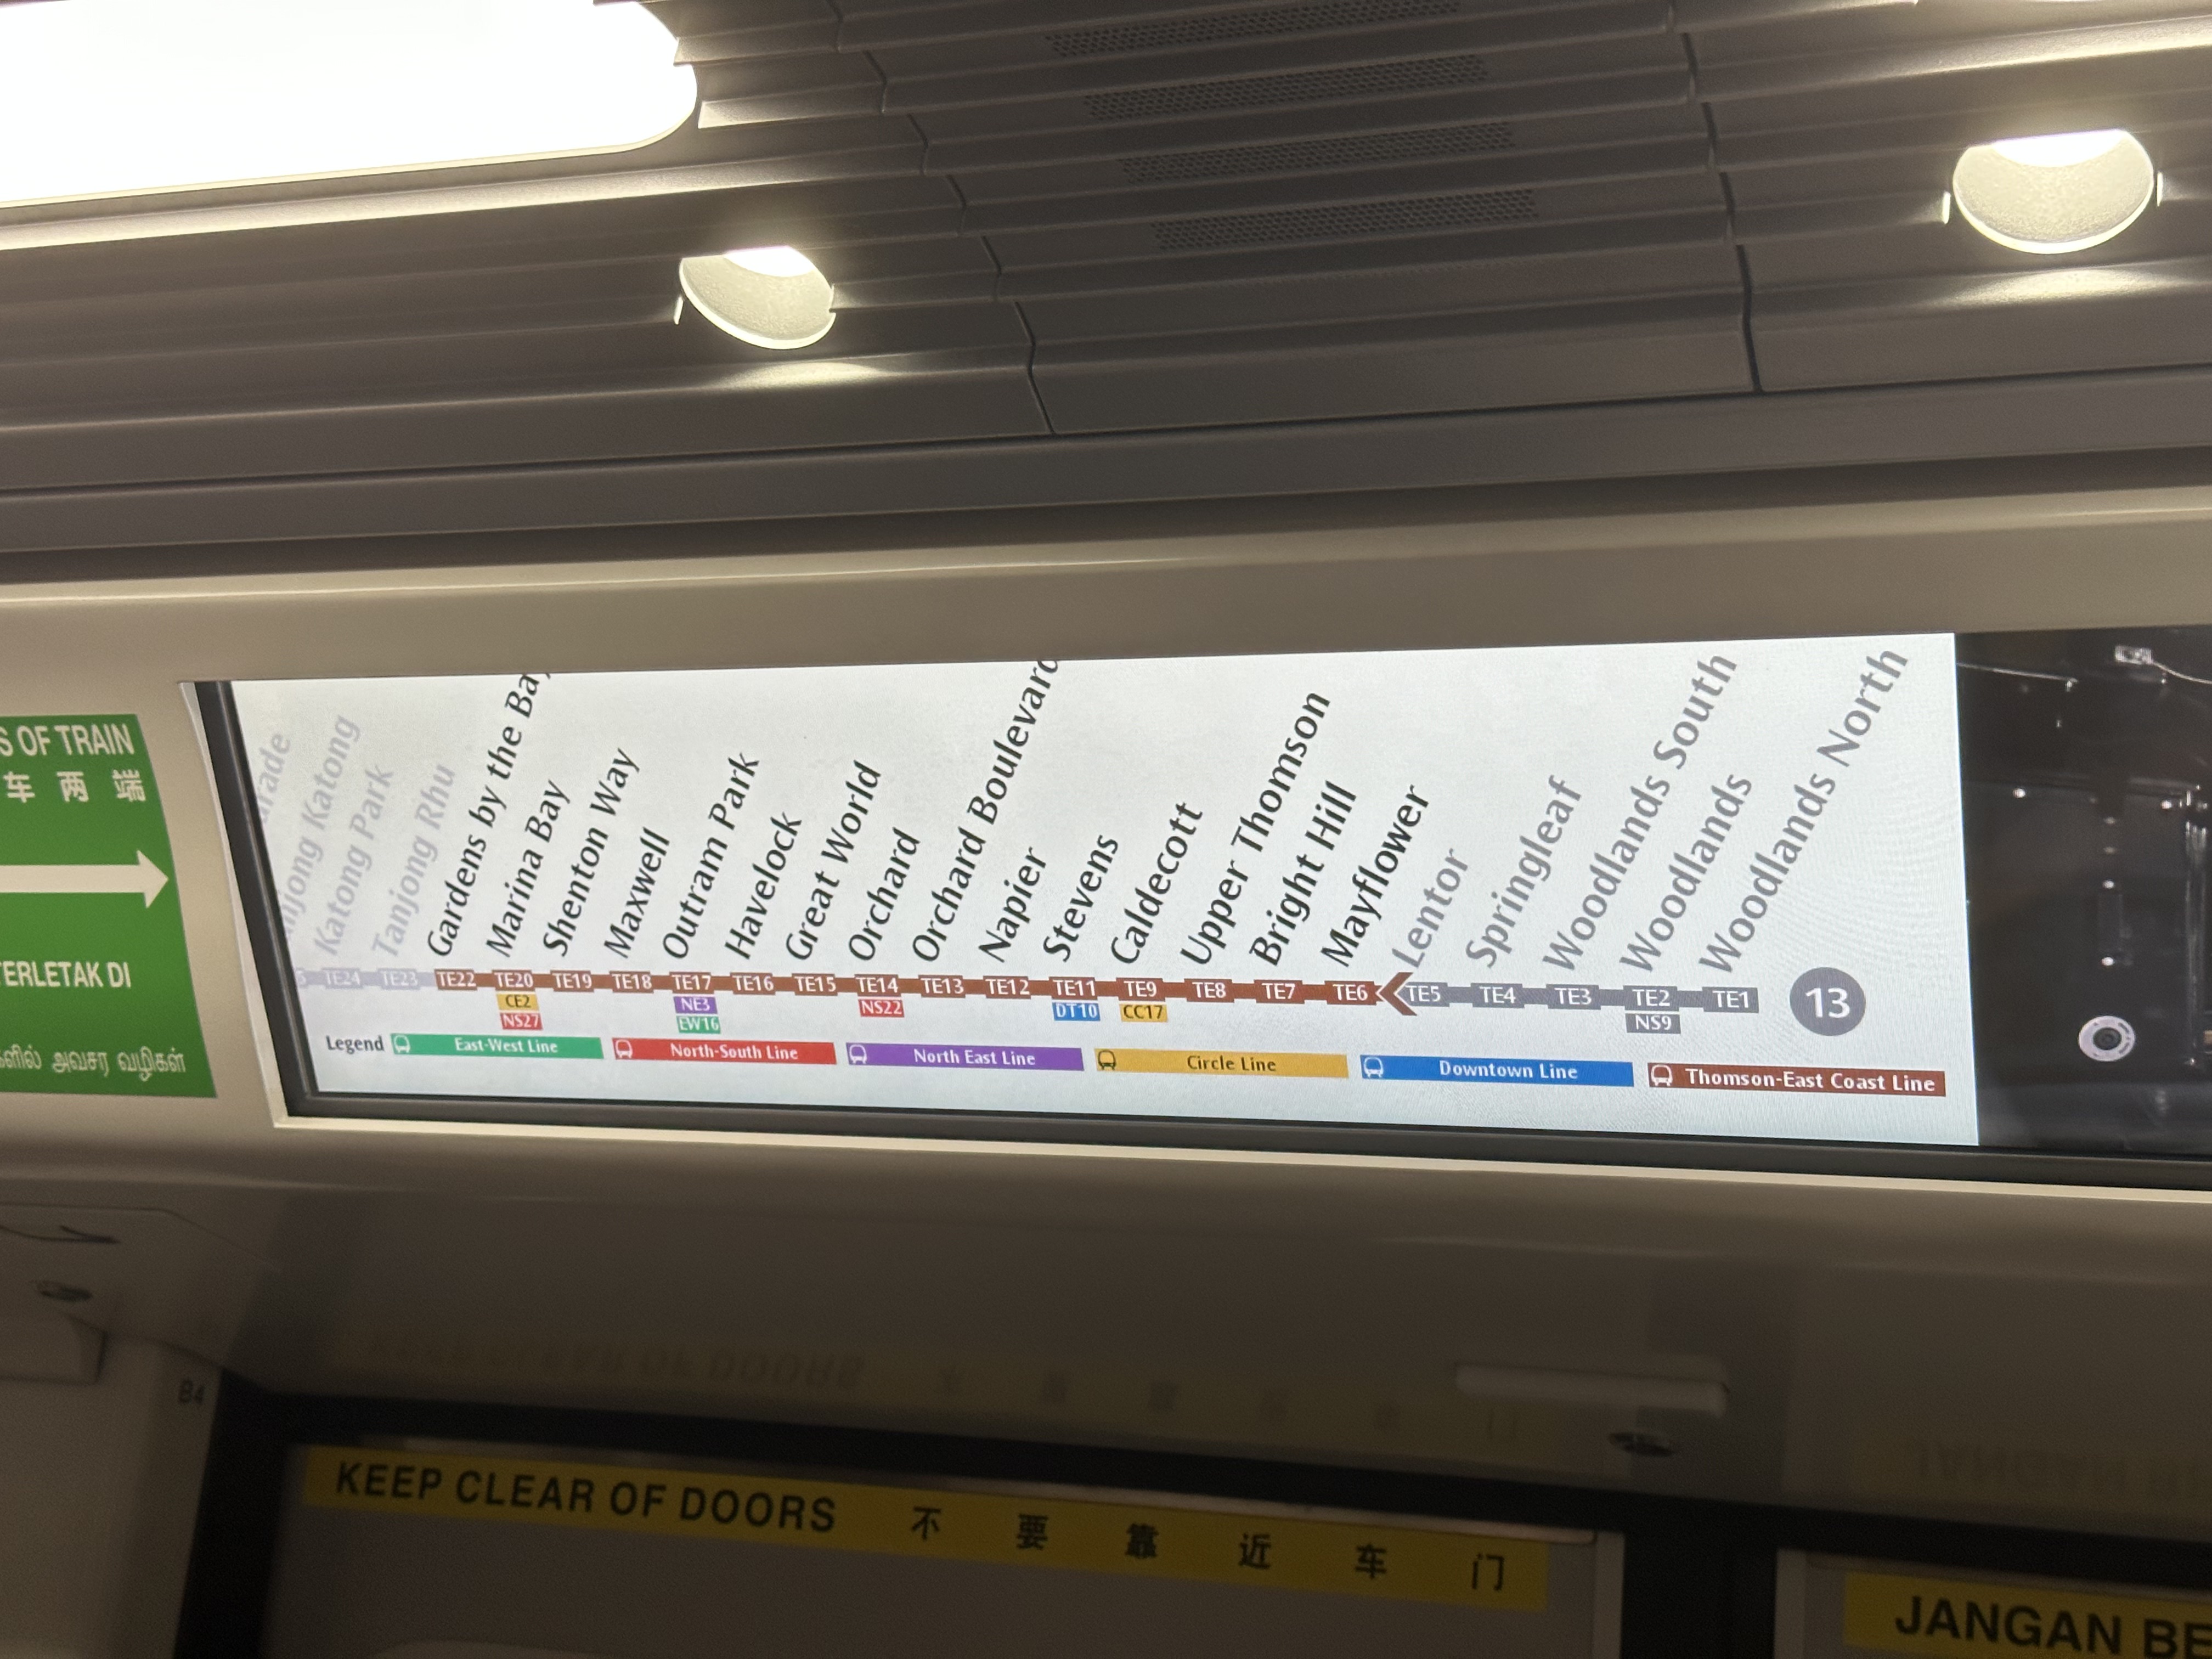 S OF TRAIN
车 两 端
TERLETAK DI
அவசர வழிகள்
Katong Katong
Katong Park
Tanjong Rhu
Gardens by the Bay
Marina Bay
Shenton Way
Maxwell
Outram Park
Havelock
Great World
Orchard
Orchard Boulevard
Napier
Stevens
Caldecott
Upper Thomson
Bright Hill
Mayflower
Lentor
Springleaf
Woodlands South
Woodlands
Woodlands North
TE24 TE23 TE22 TE20 TE19 TE18 TE17 TE16 TE15 TE14 TE13 TE12 TE11 TE9 TE8 TE7 TE6 TE5 TE4 TE3 TE2 TE1 13
CE2 NE3 NS22 DT10 CC17 NS9
NS27 EW16
Legend East-West Line North-South Line North East Line Circle Line Downtown Line Thomson-East Coast Line
B4
KEEP CLEAR OF DOORS 不 要 靠 近 车 门
JANGAN BE